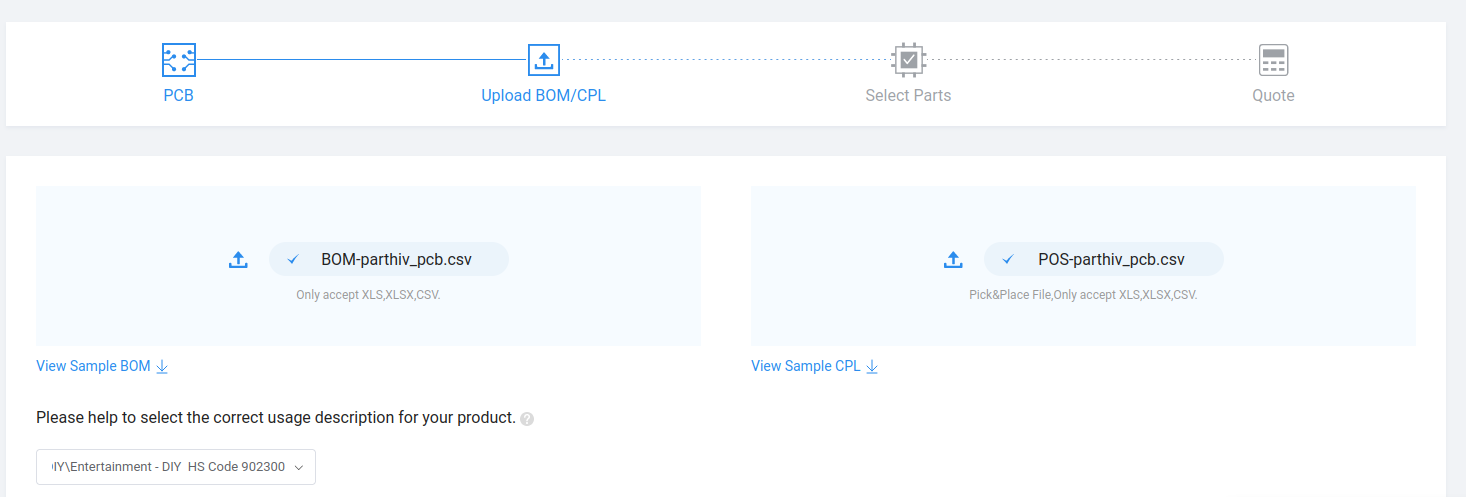 PCB
Upload BOM/CPL
Select Parts
Quote
BOM-parthiv_pcb.csv
Only accept XLS,XLSX,CSV.
POS-parthiv_pcb.csv
Pick&Place File,Only accept XLS,XLSX,CSV.
View Sample BOM
View Sample CPL
Please help to select the correct usage description for your product. ?
IY\Entertainment - DIY HS Code 902300